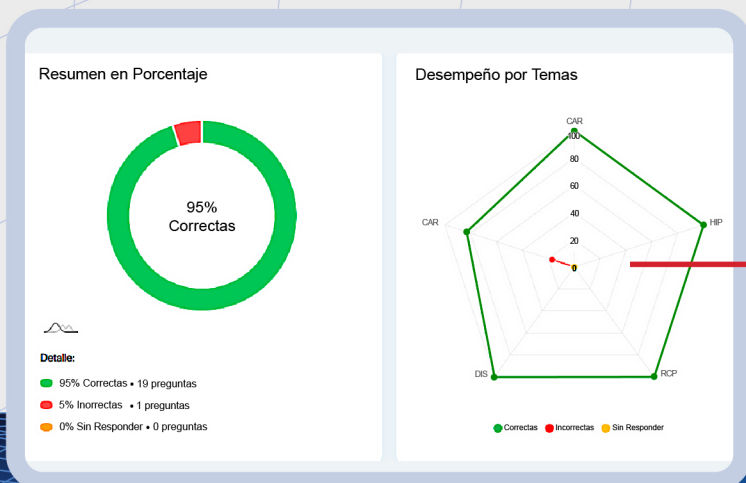 Resumen en Porcentaje
95%
Correctas
Detalle:
95% Correctas • 19 preguntas
5% Inorrectas • 1 preguntas
0% Sin Responder • 0 preguntas
Desempeño por Temas
CAR
100
80
60
40
20
0
CAR
HIP
DIS
RCP
Correctas Incorrectas Sin Responder